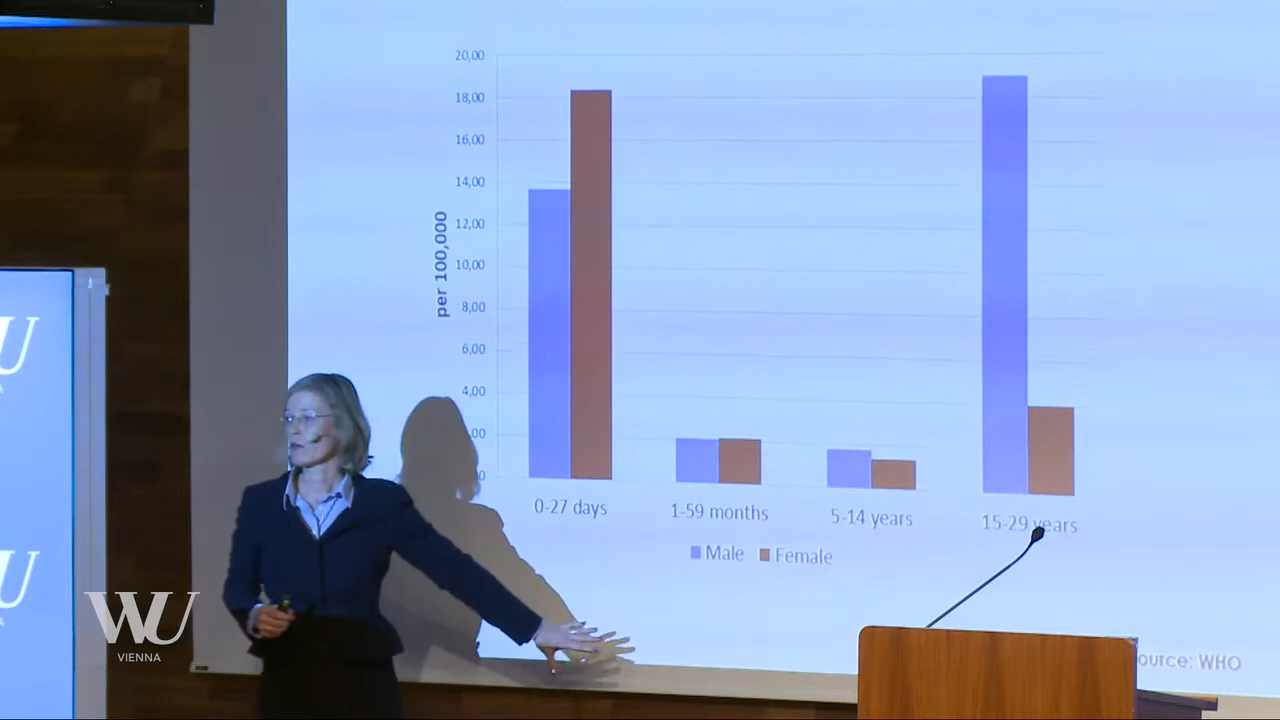 20,00
18,00
16,00
14,00
12,00
10,00
8,00
6,00
4,00
,00
0
per 100,000
0-27 days
1-59 months
5-14 years
15-29 years
Male
Female
ource: WHO
U
U
WU
VIENNA